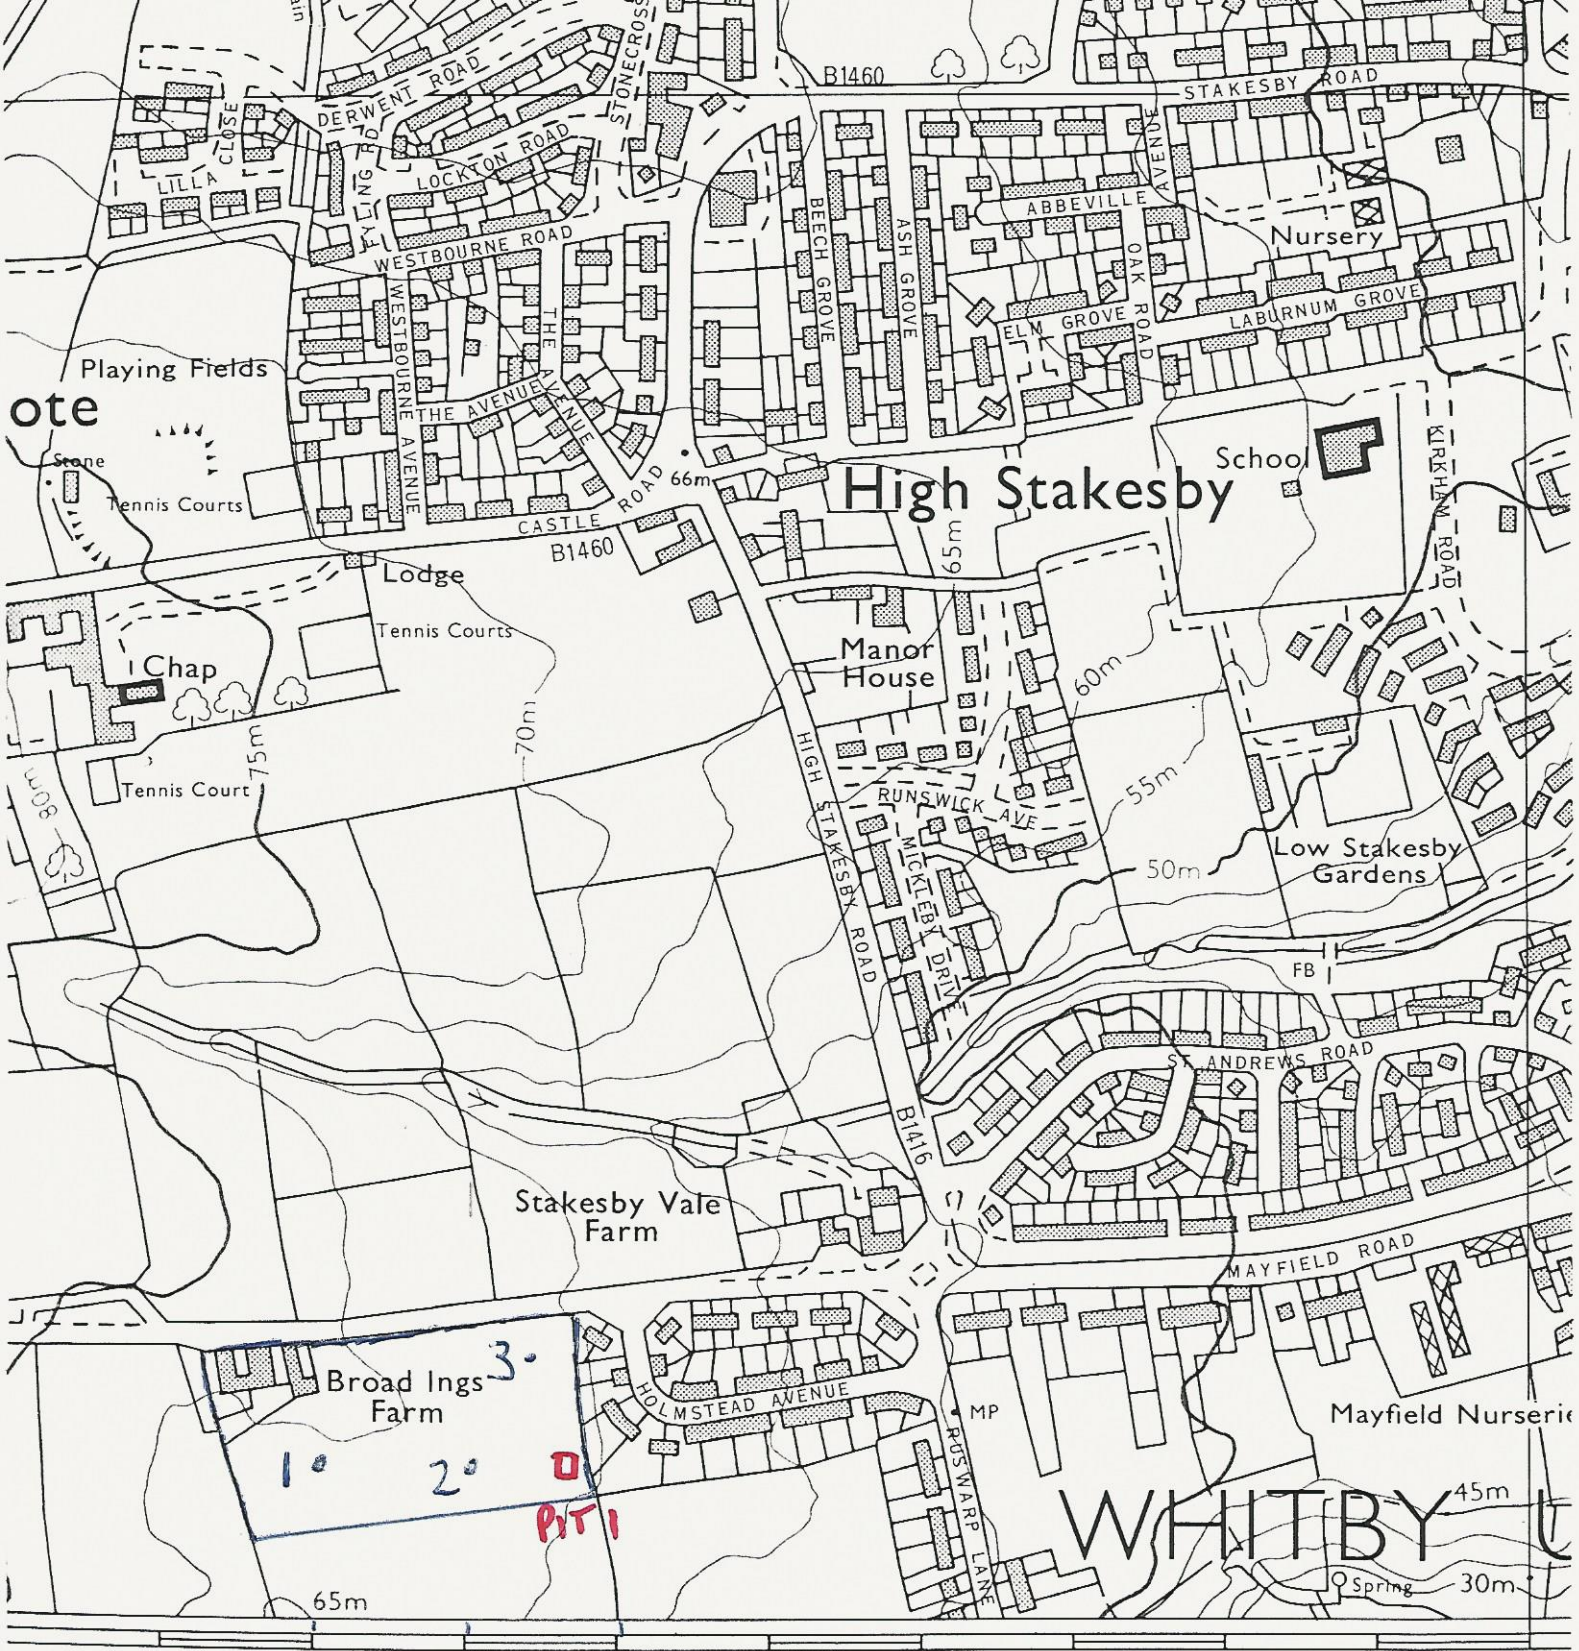 ain
STONECROSS
B1460
STAKESBY ROAD
DERWENT ROAD
CLOSE
LILLA
FYLING RD
LOCKTON ROAD
WESTBOURNE ROAD
BEECH GROVE
ASH GROVE
ABBEVILLE
AVENUE
OAK ROAD
Nursery
ELM GROVE
LABURNUM GROVE
WESTBOURNE AVENUE
THE AVENUE
THE AVENUE
Playing Fields
ote
Stone
Tennis Courts
66m
CASTLE ROAD
B1460
High Stakesby
School
KIRKHAM ROAD
65m
Lodge
Tennis Courts
Chap
Manor
House
60m
70m
75m
80m
Tennis Court
HIGH STAKESBY ROAD
RUNSWICK AVE
55m
MICKLEBY DRIVE
50m
Low Stakesby
Gardens
FB
ST ANDREWS ROAD
B1416
Stakesby Vale
Farm
MAYFIELD ROAD
3
Broad Ings
Farm
HOLMSTEAD AVENUE
MP
RUSWARP LANE
Mayfield Nurserie
1
2
PIT 1
WHITBY U
45m
Spring
30m
65m